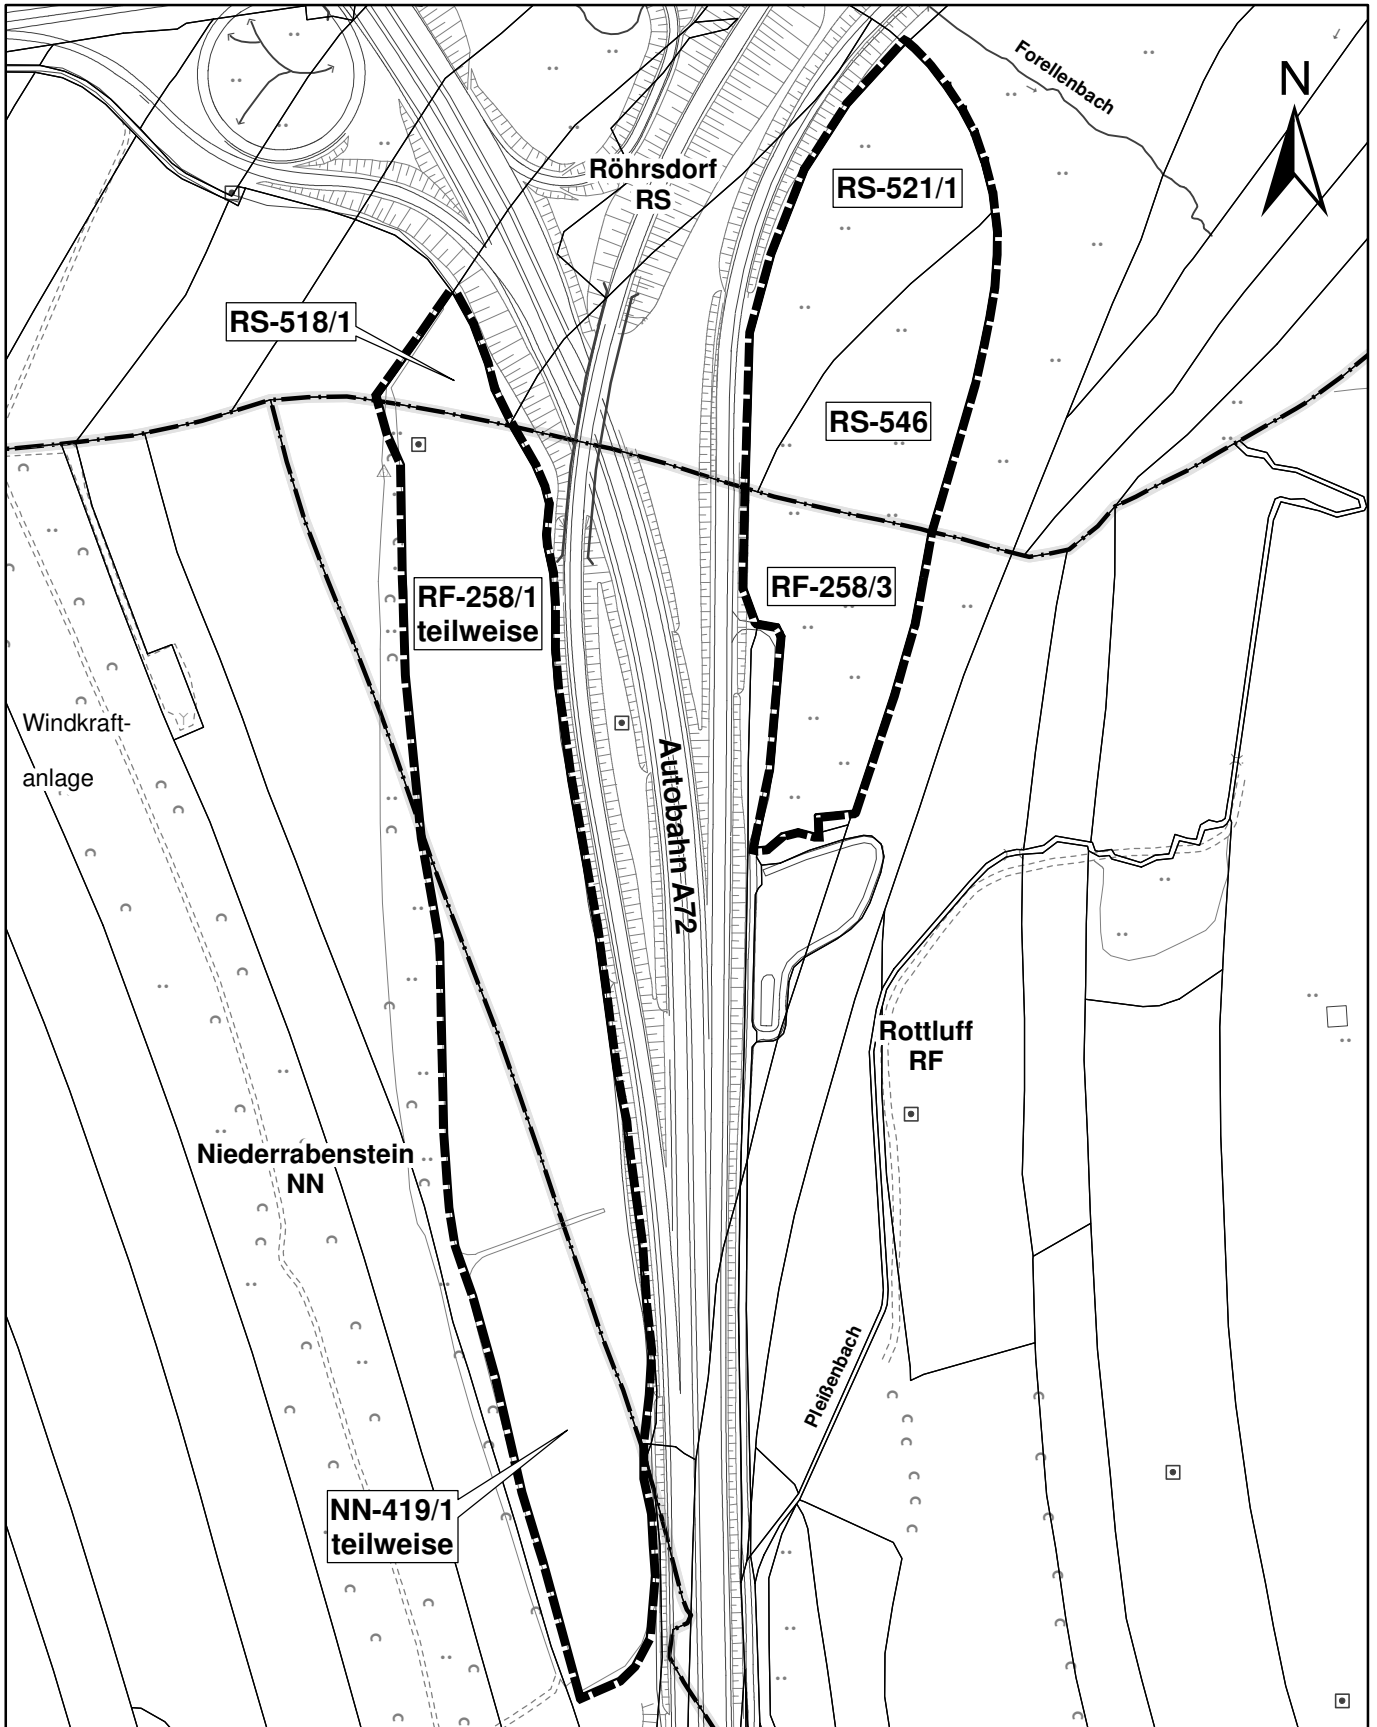 Forellenbach
N
Röhrsdorf
RS
RS-521/1
RS-518/1
RS-546
RF-258/1
teilweise
RF-258/3
Windkraft-
anlage
Autobahn A72
Rottluff
RF
Niederrabenstein
NN
Pleißenbach
NN-419/1
teilweise